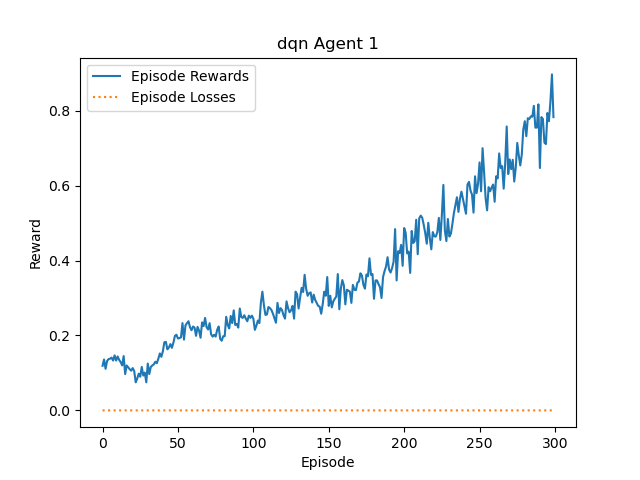 dqn Agent 1
Episode Rewards
Episode Losses
Reward
0.8
0.6
0.4
0.2
0.0
0 50 100 150 200 250 300
Episode